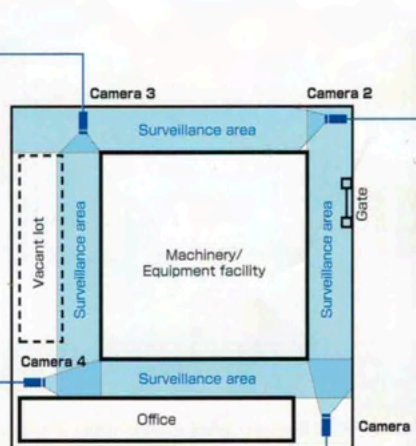 Camera 3
Camera 2
Surveillance area
Vacant lot
Surveillance area
Machinery/
Equipment facility
Surveillance area
Gate
Camera 4
Surveillance area
Office
Camera